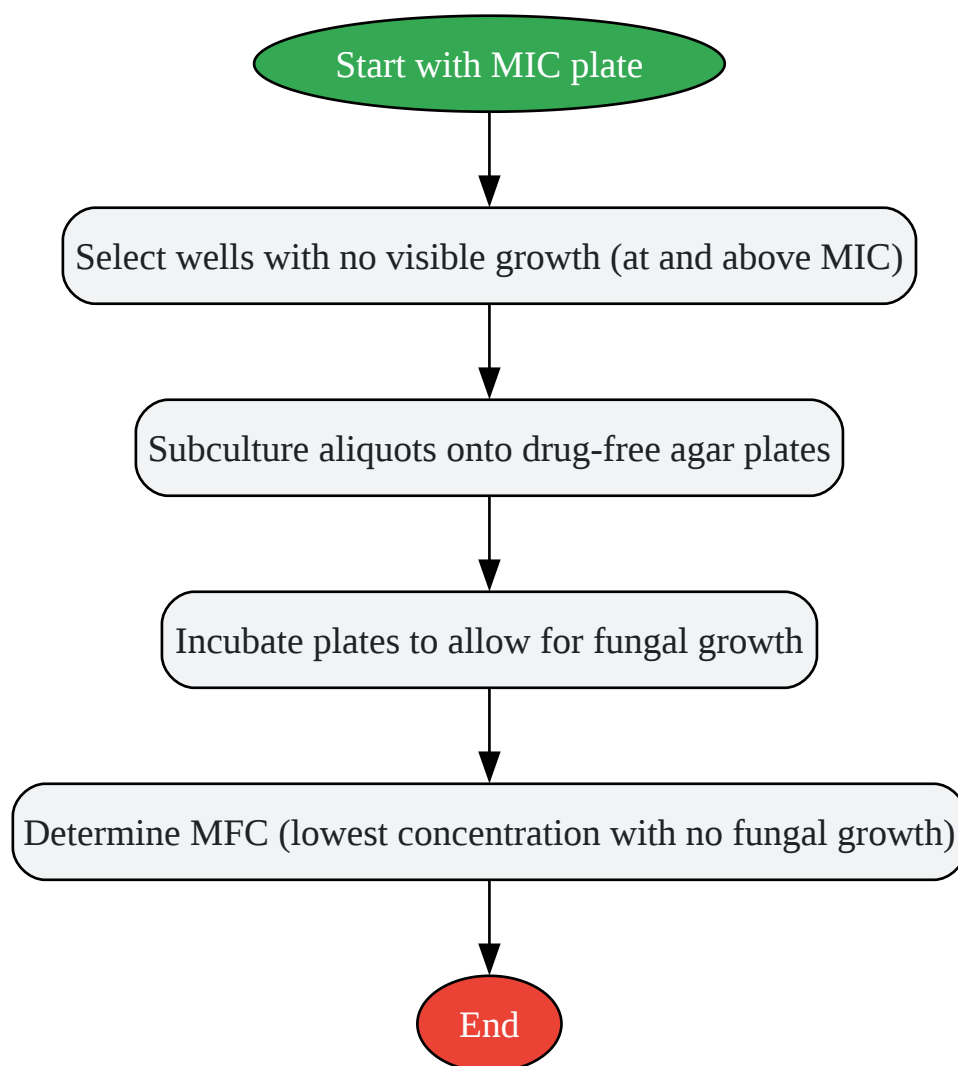 Start with MIC plate
Select wells with no visible growth (at and above MIC)
Subculture aliquots onto drug-free agar plates
Incubate plates to allow for fungal growth
Determine MFC (lowest concentration with no fungal growth)
End